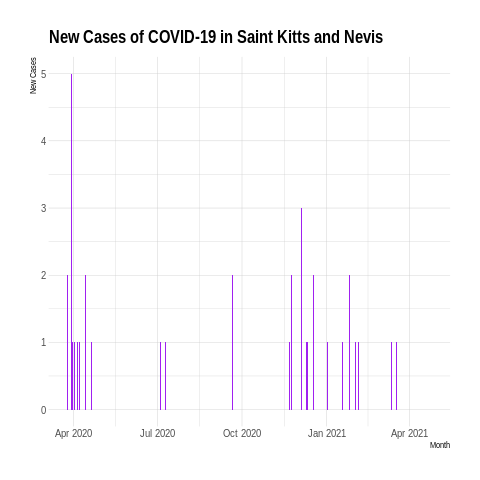 New Cases of COVID-19 in Saint Kitts and Nevis
New Cases
5
4
3
2
1
0
Apr 2020 Jul 2020 Oct 2020 Jan 2021 Apr 2021
Month